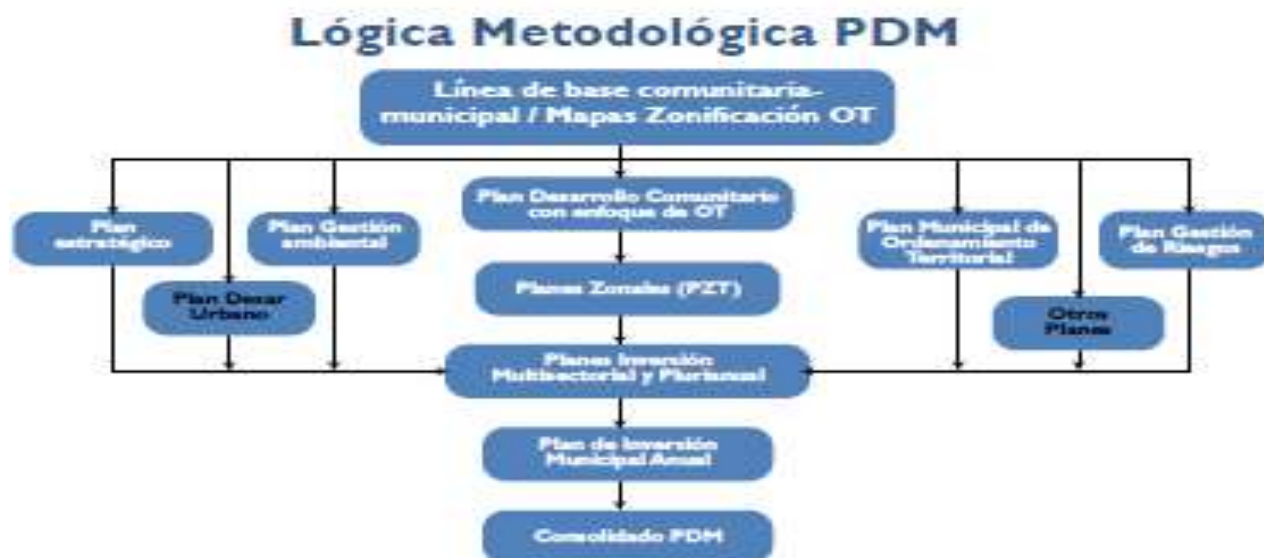 Lógica Metodológica PDM
Línea de base comunitaria-
municipal / Mapas Zonificación OT
Plan Desarrollo Comunitario
con enfoque de OT
Plan
estratégico
Plan Gestión
ambiental
Plan Municipal de
Ordenamiento
Territorial
Plan Gestión
de Riesgos
Planes Zonales (PZT)
Plan Desar
Urbano
Otros
Planes
Planes Inversión
Multisectorial y Plurianual
Plan de Inversión
Municipal Anual
Consolidado PDM